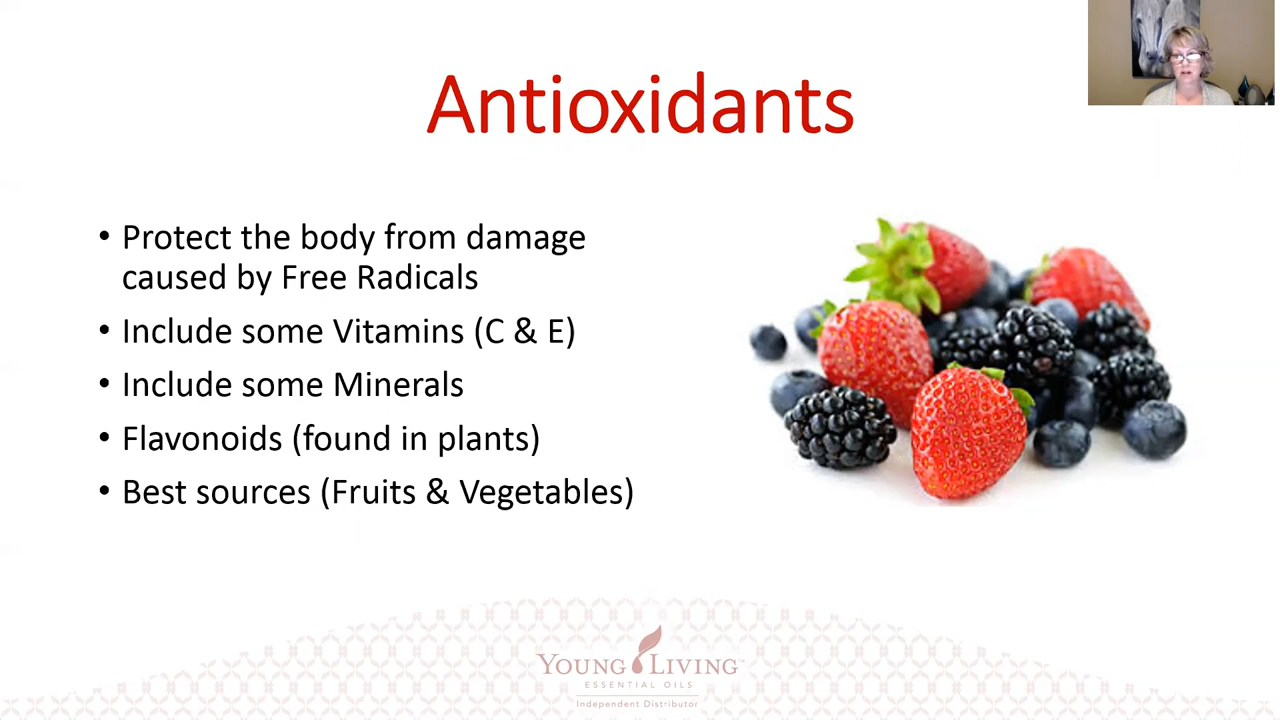 Antioxidants
• Protect the body from damage
caused by Free Radicals
• Include some Vitamins (C & E)
• Include some Minerals
• Flavonoids (found in plants)
• Best sources (Fruits & Vegetables)
YOUNG LIVING™
ESSENTIAL OILS
Independent Distributor